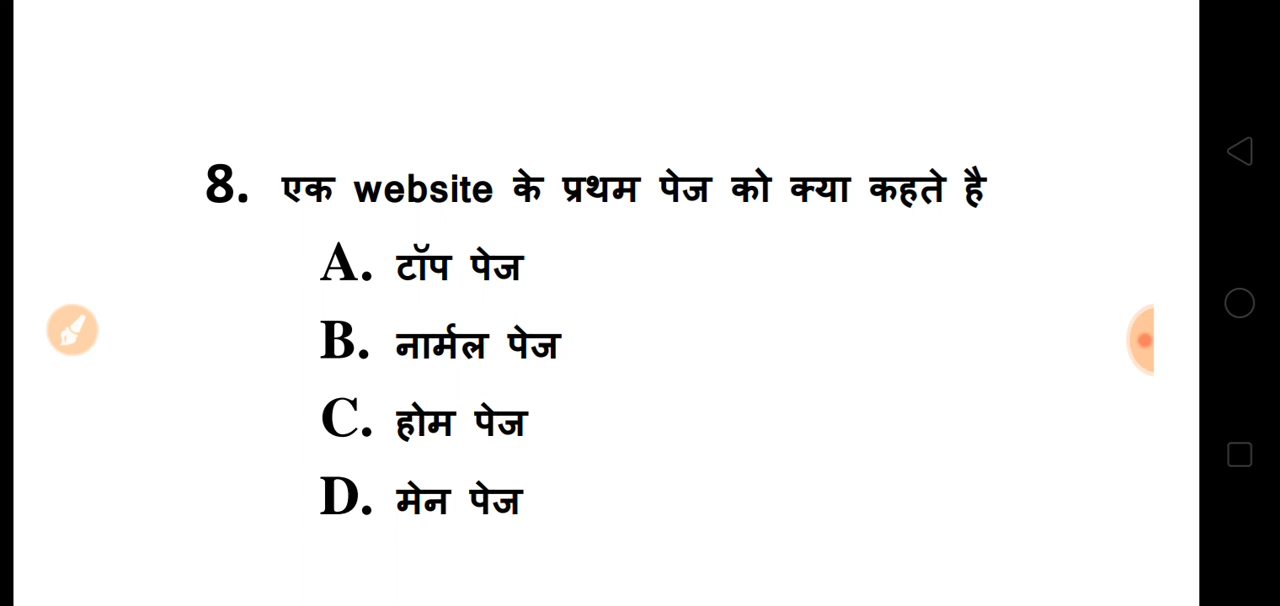 8. एक website के प्रथम पेज को क्या कहते है
A. टॉप पेज
B. नार्मल पेज
C. होम पेज
D. मेन पेज